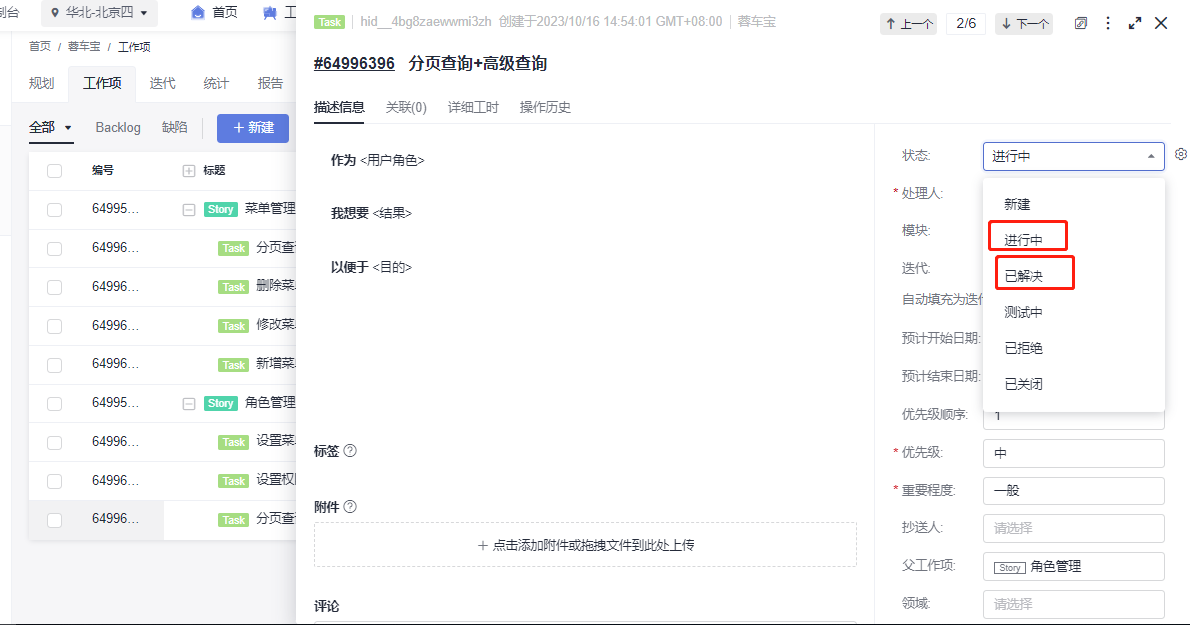 制台
华北-北京四
首页
工
首页 / 蓉车宝 / 工作项
规划
工作项
迭代
统计
报告
全部
Backlog
缺陷
+ 新建
编号
标题
64995...
Story
菜单管理
64996...
Task
分页查
64996...
Task
删除菜
64996...
Task
修改菜
64996...
Task
新增菜
64995...
Story
角色管理
64996...
Task
设置菜
64996...
Task
设置权
64996...
Task
分页查
Task
hid__4bg8zaewwmi3zh 创建于2023/10/16 14:54:01 GMT+08:00
蓉车宝
↑ 上一个
2/6
↓ 下一个
#64996396 分页查询+高级查询
描述信息
关联(0)
详细工时
操作历史
作为 <用户角色>
我想要 <结果>
以便于 <目的>
标签
附件
+ 点击添加附件或拖拽文件到此处上传
评论
状态:
进行中
新建
进行中
已解决
测试中
已拒绝
已关闭
* 处理人:
模块:
迭代:
自动填充为迭代
预计开始日期:
预计结束日期:
优先级顺序:
1
* 优先级:
中
* 重要程度:
一般
抄送人:
请选择
父工作项:
Story
角色管理
领域:
请选择